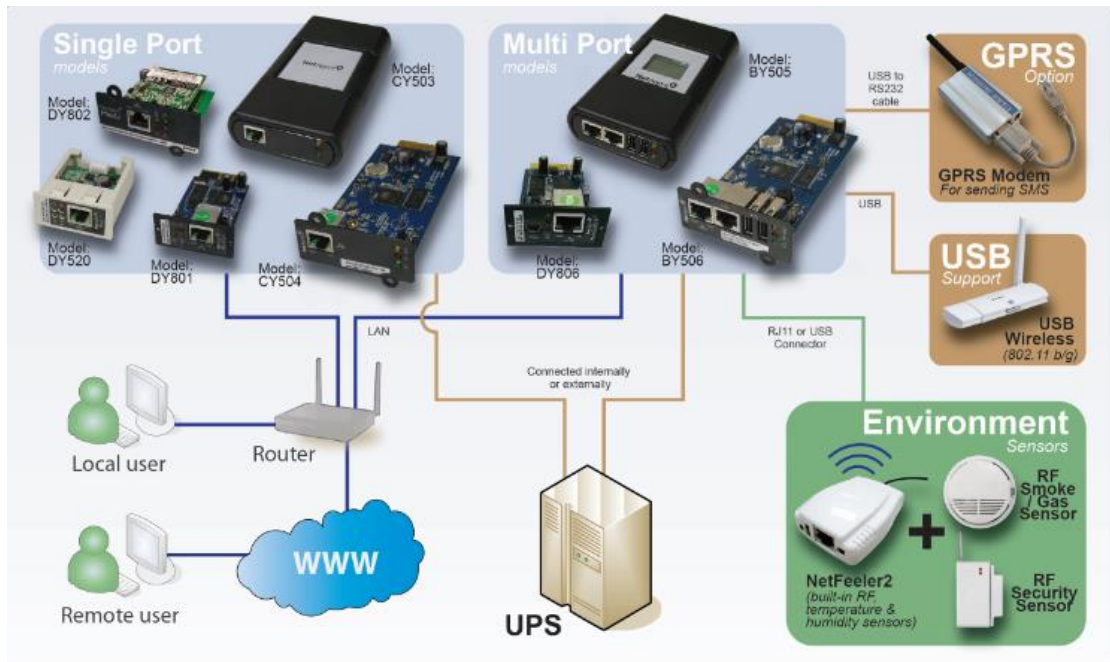 Single Port
models
Model:
DY802
Model:
CY503
Model:
DY520
Model:
DY801
Model:
CY504
Multi Port
models
Model:
BY505
Model:
DY806
Model:
BY506
USB to
RS232
cable
GPRS
Option
GPRS Modem
For sending SMS
USB
USB
Support
USB
Wireless
(802.11 b/g)
LAN
RJ11 or USB
Connector
Connected internally
or externally
Local user
Router
WWW
Remote user
UPS
Environment
Sensors
RF
Smoke
/ Gas
Sensor
NetFeeler2
(built-in RF,
temperature &
humidity sensors)
RF
Security
Sensor